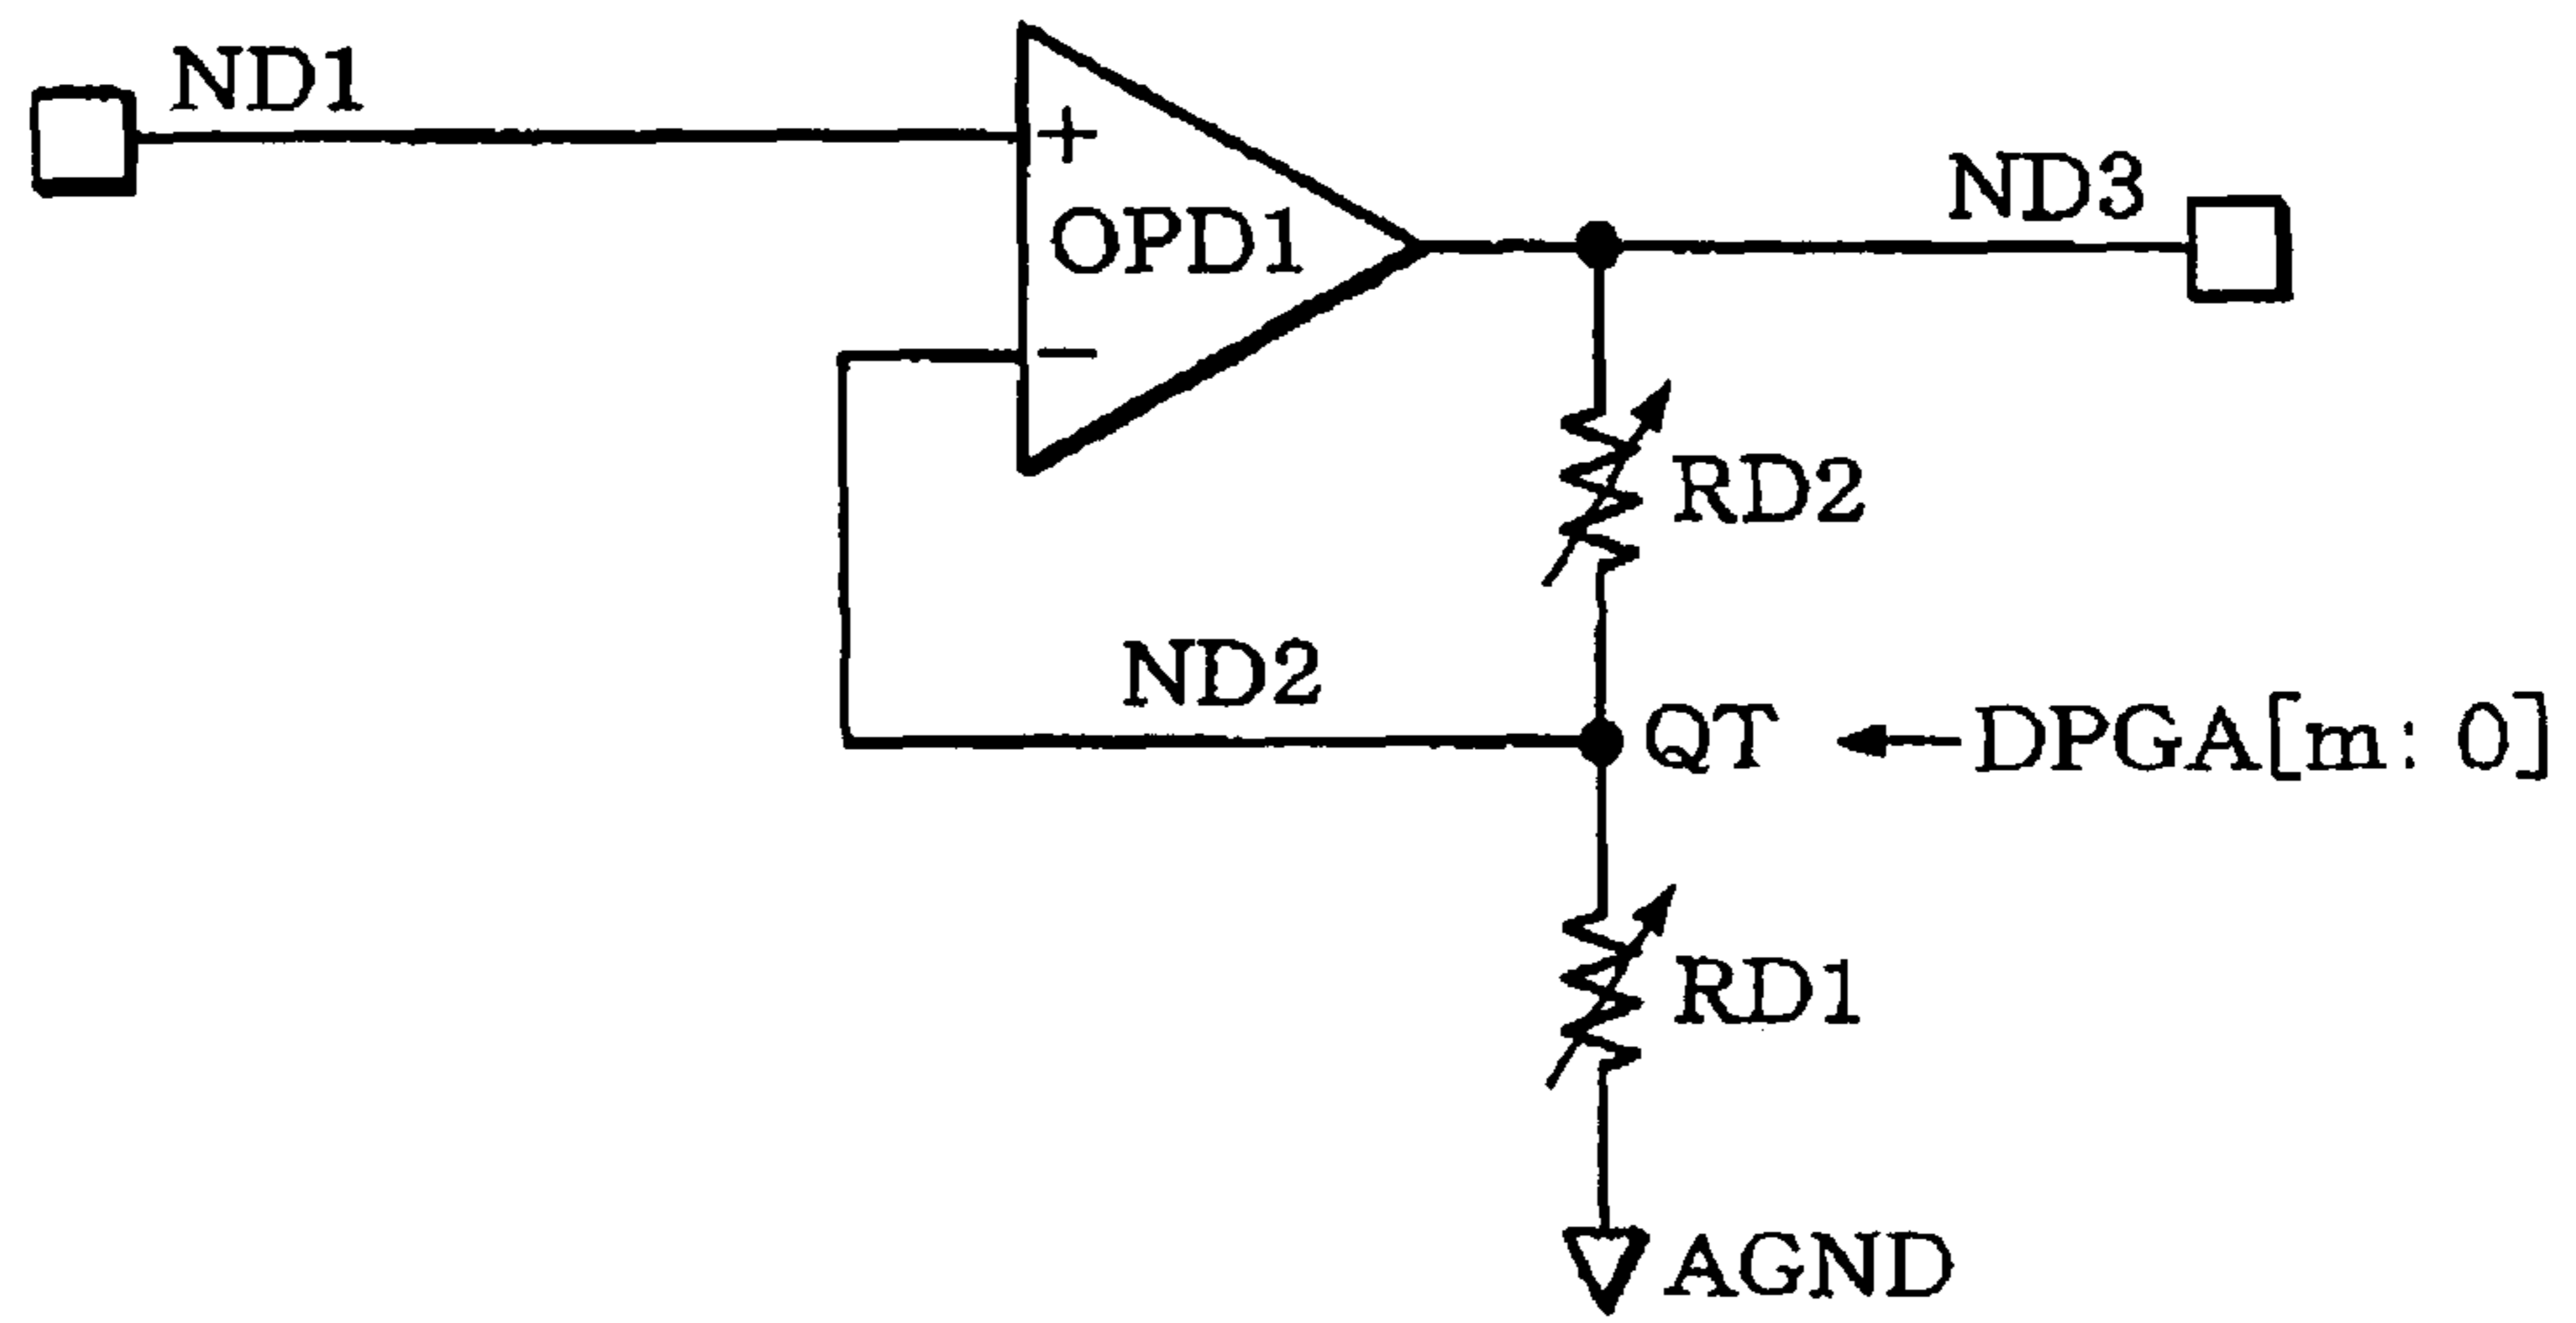 ND1
+
OPD1
ND3
−
RD2
ND2
QT ← DPGA[m: 0]
RD1
AGND